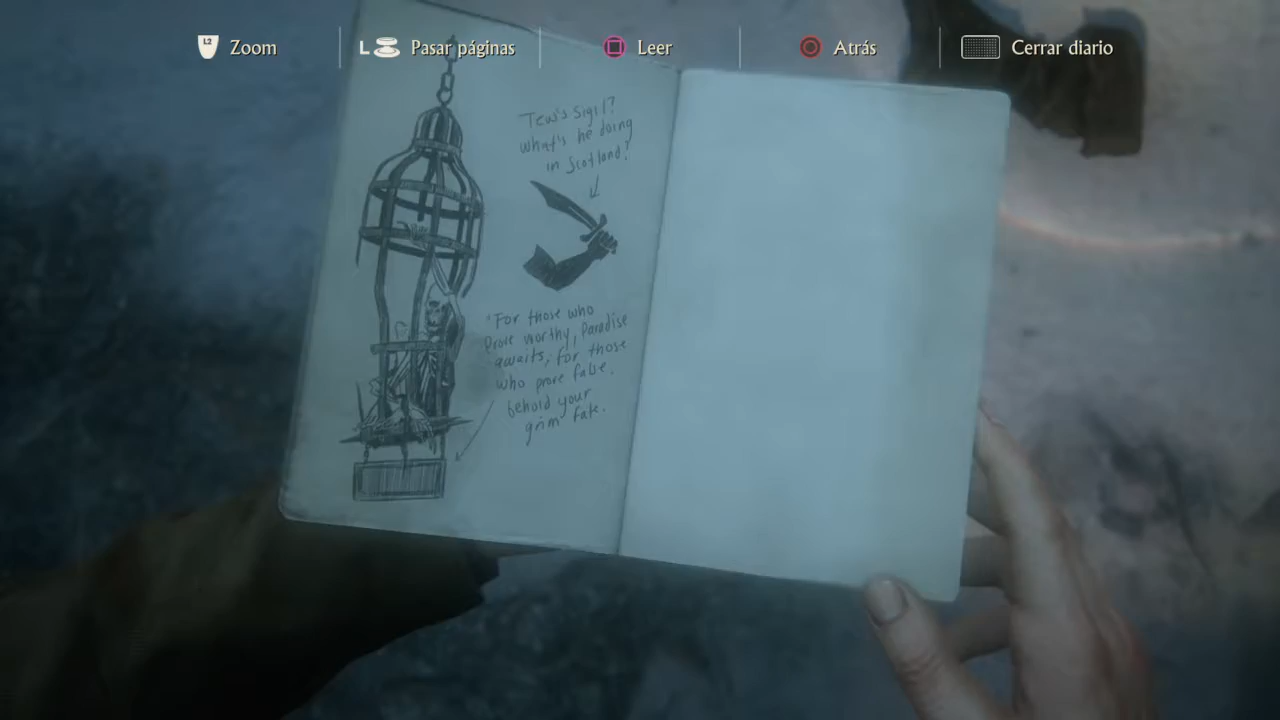 L2 Zoom
L Pasar páginas
Leer
Atrás
Cerrar diario
Tew's Sigil?
what's he doing
in Scotland?
"For those who
prove worthy, Paradise
awaits; for those
who prove false,
behold your
grim fate.